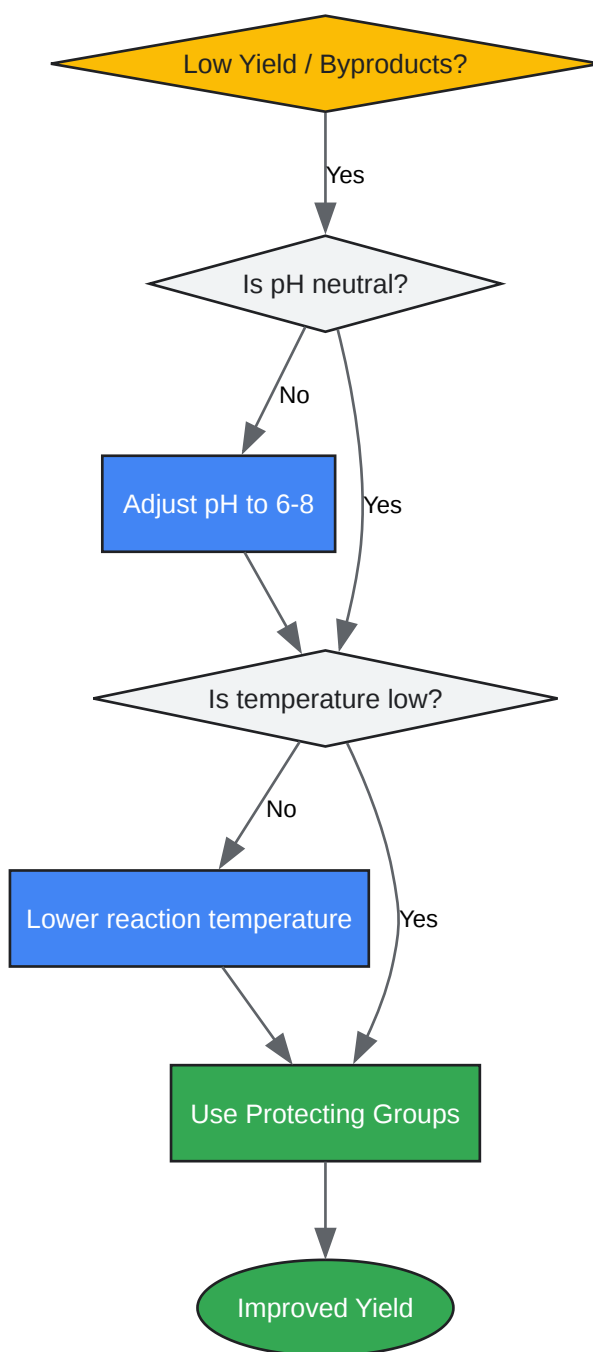 Low Yield / Byproducts?
Yes
Is pH neutral?
No
Adjust pH to 6-8
Yes
Is temperature low?
No
Lower reaction temperature
Yes
Use Protecting Groups
Improved Yield